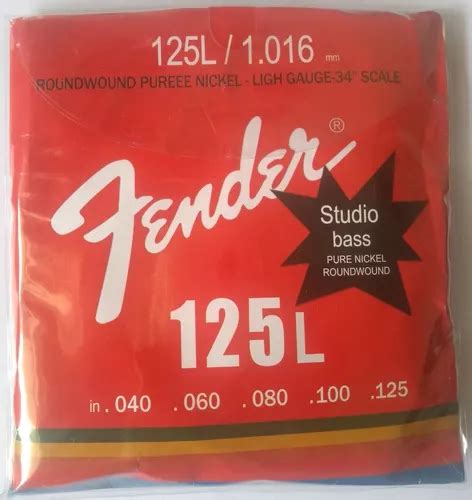 125L / 1.016 mm
ROUNDWOUND PUREEE NICKEL - LIGH GAUGE-34" SCALE
Fender®
Studio
bass
PURE NICKEL
ROUNDWOUND
125L
in .040 .060 .080 .100 .125